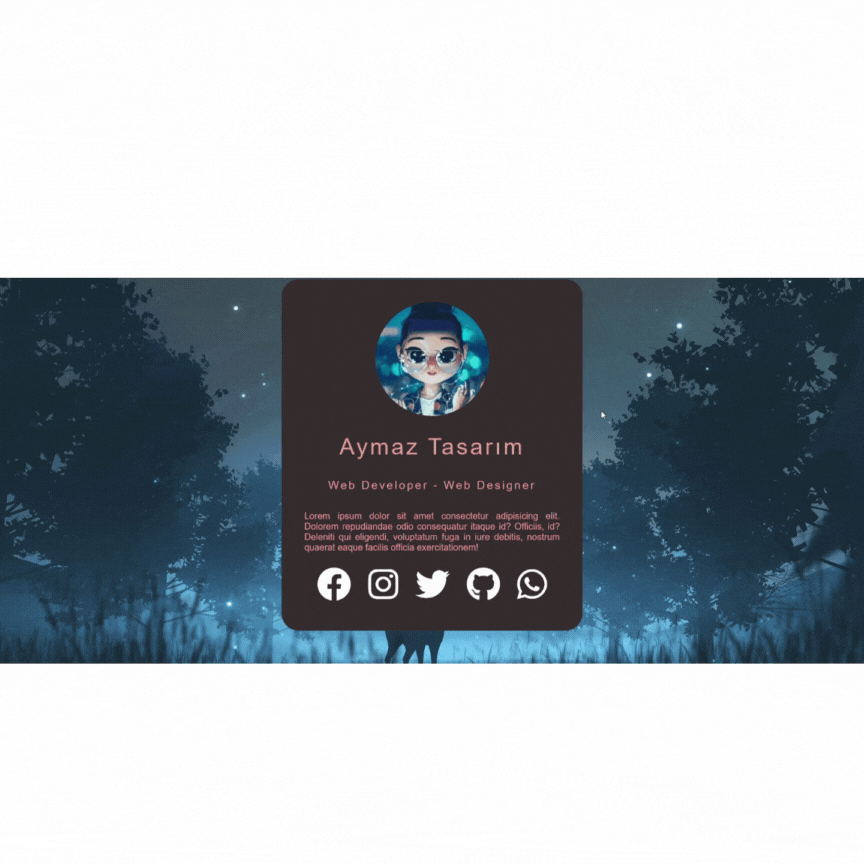 Aymaz Tasarım
Web Developer - Web Designer
Lorem ipsum dolor sit amet consectetur adipisicing elit.
Dolorem repudiandae odio consequatur itaque id? Officiis, id?
Deleniti qui eligendi, voluptatum fuga in iure debitis, nostrum
quaerat eaque facilis officia exercitationem!